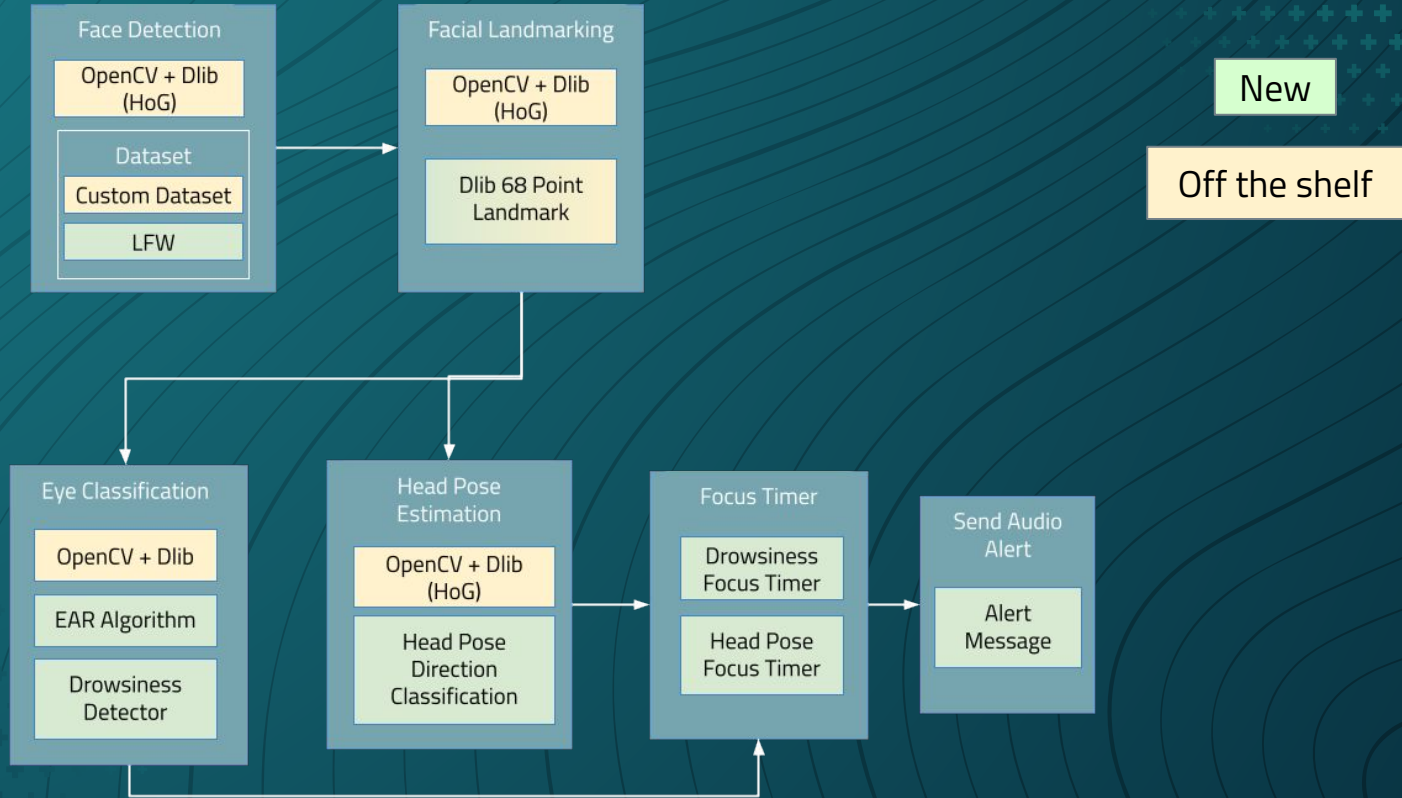 Face Detection
OpenCV + Dlib
(HoG)
Dataset
Custom Dataset
LFW
Facial Landmarking
OpenCV + Dlib
(HoG)
Dlib 68 Point
Landmark
New
Off the shelf
Eye Classification
OpenCV + Dlib
EAR Algorithm
Drowsiness
Detector
Head Pose
Estimation
OpenCV + Dlib
(HoG)
Head Pose
Direction
Classification
Focus Timer
Drowsiness
Focus Timer
Head Pose
Focus Timer
Send Audio
Alert
Alert
Message